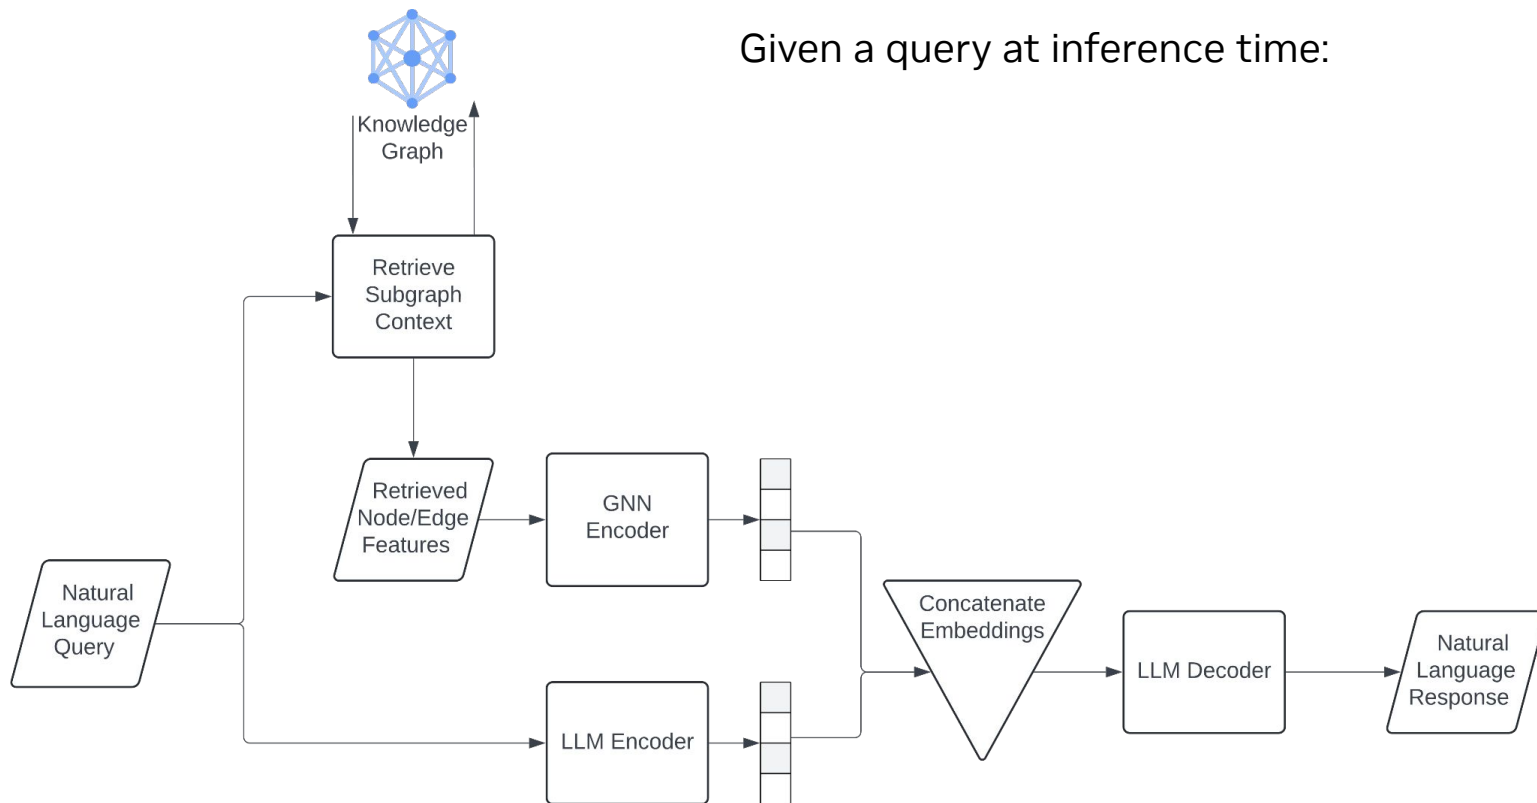 Given a query at inference time:
Knowledge
Graph
Retrieve
Subgraph
Context
Retrieved
Node/Edge
Features
GNN
Encoder
Natural
Language
Query
LLM Encoder
Concatenate
Embeddings
LLM Decoder
Natural
Language
Response